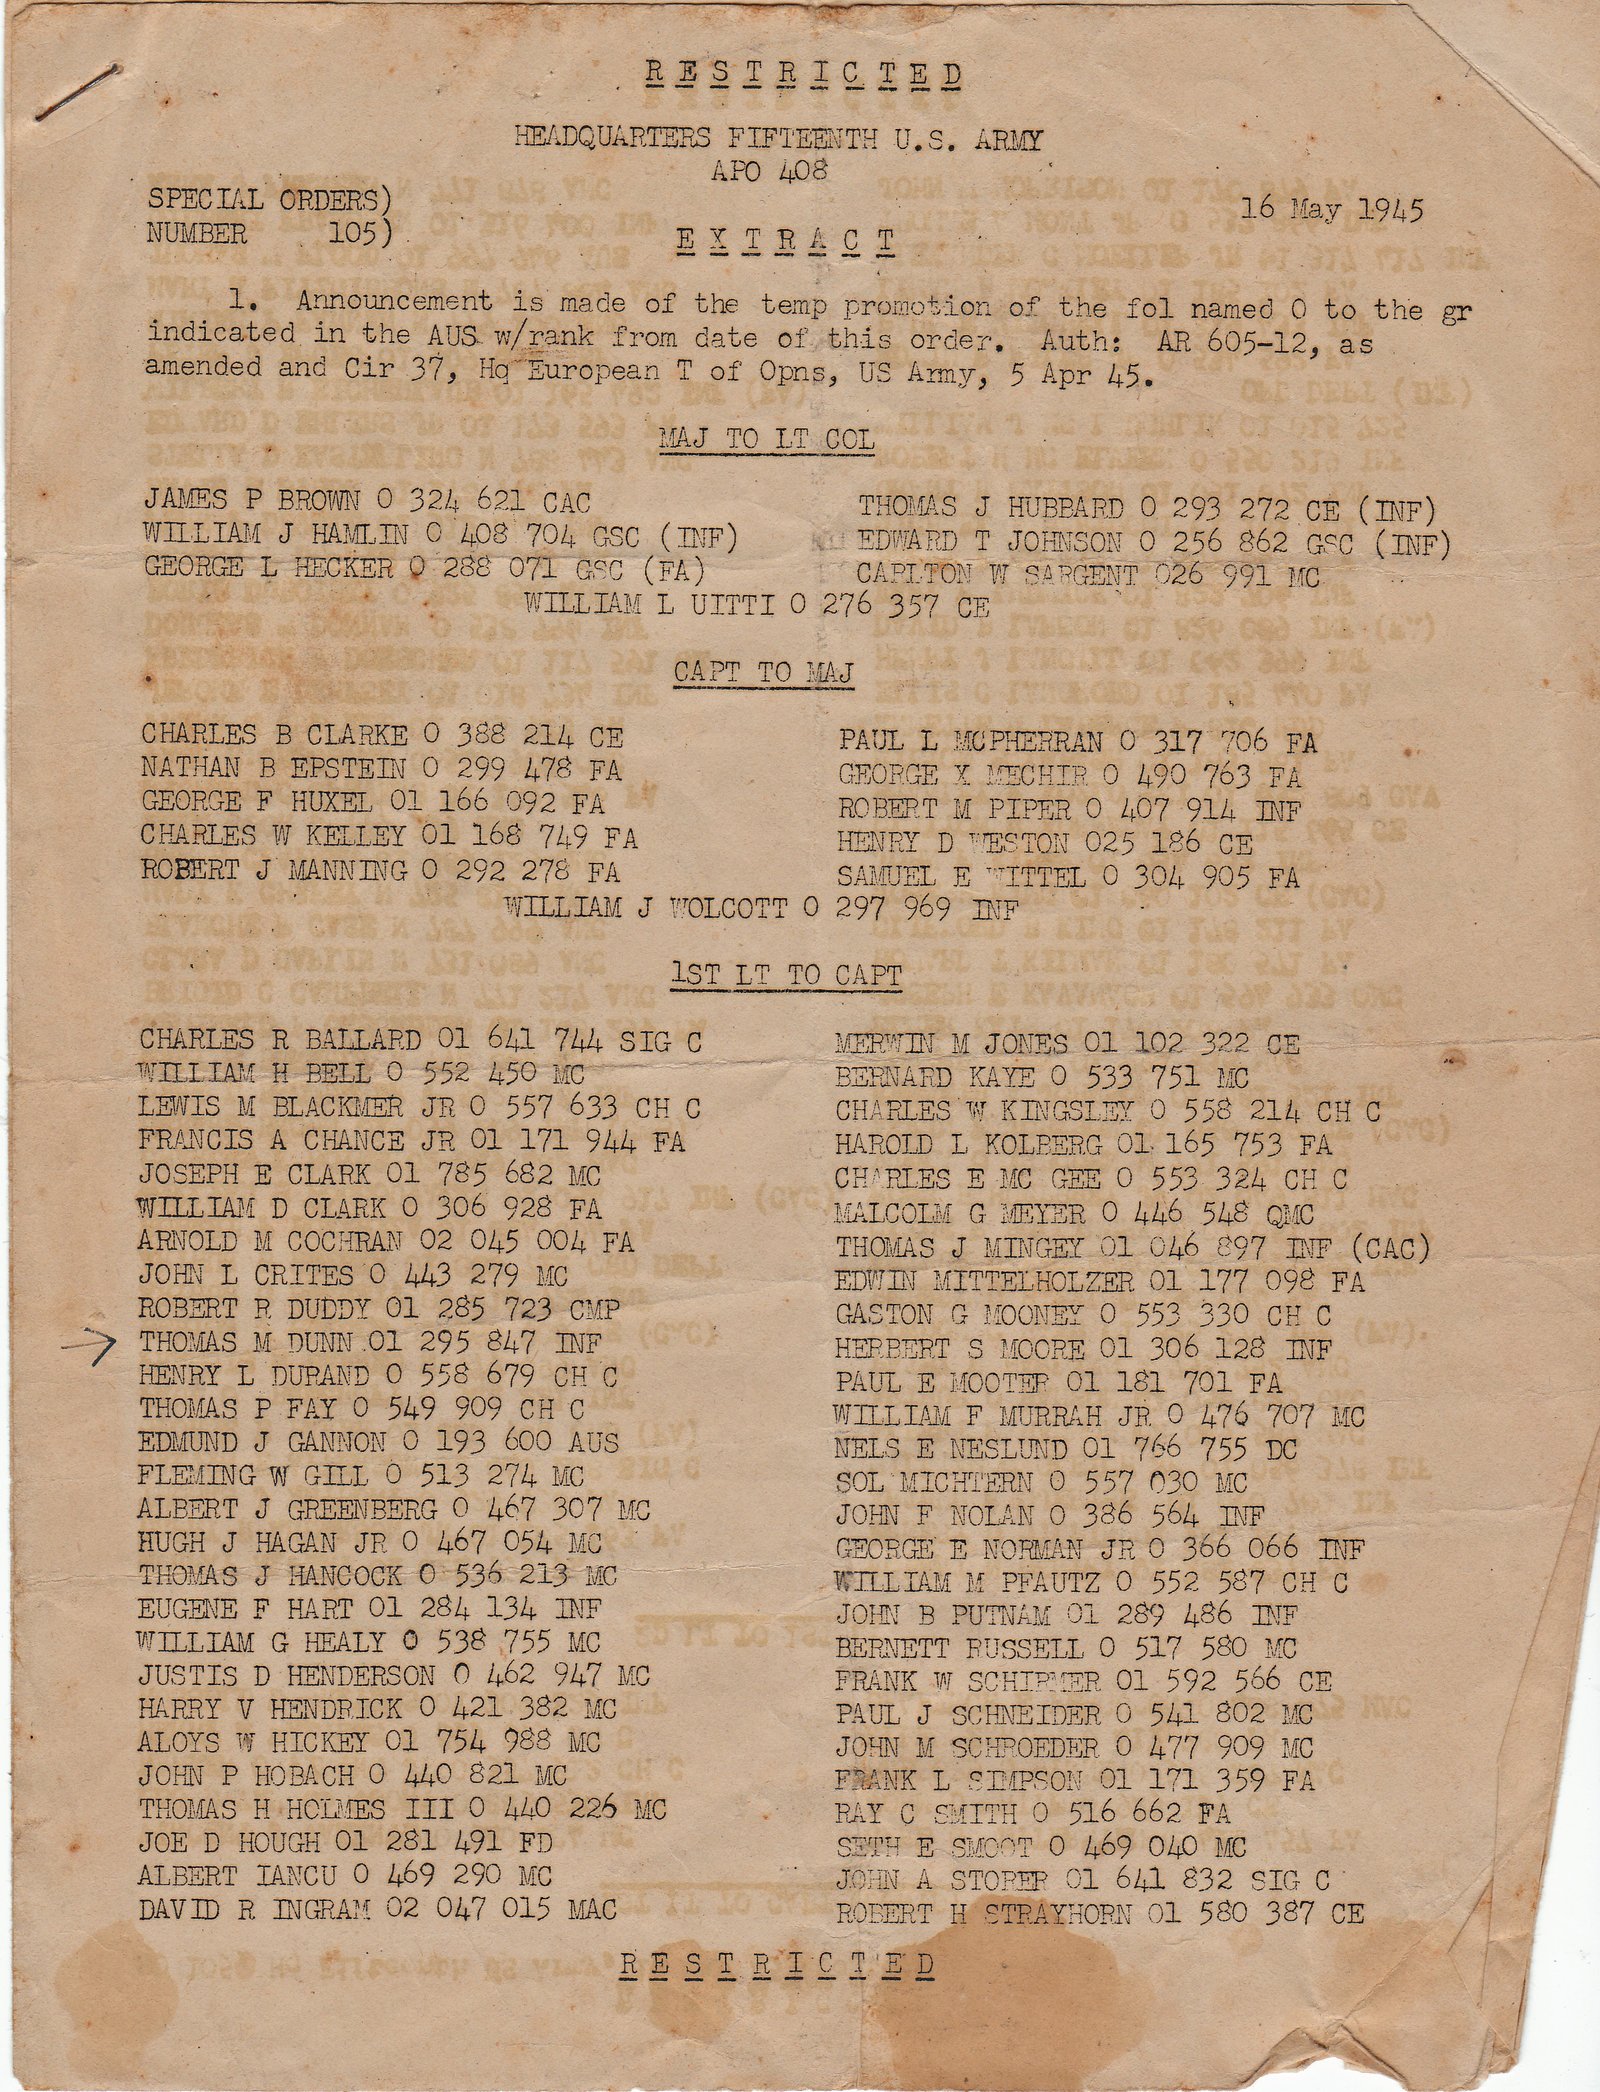 RESTRICTED
HEADQUARTERS FIFTEENTH U.S. ARMY
APO 408
SPECIAL ORDERS)
NUMBER 105)
16 May 1945
EXTRACT
1. Announcement is made of the temp promotion of the fol named O to the gr
indicated in the AUS w/rank from date of this order. Auth: AR 605-12, as
amended and Cir 37, Hq European T of Opns, US Army, 5 Apr 45.
MAJ TO LT COL
JAMES P BROWN O 324 621 CAC
WILLIAM J HAMLIN O 408 704 GSC (INF)
GEORGE L HECKER O 288 071 GSC (FA)
THOMAS J HUBBARD O 293 272 CE (INF)
EDWARD T JOHNSON O 256 862 GSC (INF)
CARLTON W SARGENT O26 991 MC
WILLIAM L UITTI O 276 357 CE
CAPT TO MAJ
CHARLES B CLARKE O 388 214 CE
NATHAN B EPSTEIN O 299 478 FA
GEORGE F HUXEL O1 166 092 FA
CHARLES W KELLEY O1 168 749 FA
ROBERT J MANNING O 292 278 FA
PAUL L MCPHERRAN O 317 706 FA
GEORGE X MECHIR O 490 763 FA
ROBERT M PIPER O 407 914 INF
HENRY D WESTON O25 186 CE
SAMUEL E WITTEL O 304 905 FA
WILLIAM J WOLCOTT O 297 969 INF
1ST LT TO CAPT
CHARLES R BALLARD O1 641 744 SIG C
WILLIAM H BELL O 552 450 MC
LEWIS M BLACKMER JR O 557 633 CH C
FRANCIS A CHANCE JR O1 171 944 FA
JOSEPH E CLARK O1 785 682 MC
WILLIAM D CLARK O 306 928 FA
ARNOLD M COCHRAN O2 045 004 FA
JOHN L CRITES O 443 279 MC
ROBERT R DUDDY O1 285 723 CMP
THOMAS M DUNN O1 295 847 INF
HENRY L DURAND O 558 679 CH C
THOMAS P FAY O 549 909 CH C
EDMUND J GANNON O 193 600 AUS
FLEMING W GILL O 513 274 MC
ALBERT J GREENBERG O 467 307 MC
HUGH J HAGAN JR O 467 054 MC
THOMAS J HANCOCK O 536 213 MC
EUGENE F HART O1 284 134 INF
WILLIAM G HEALY O 538 755 MC
JUSTIS D HENDERSON O 462 947 MC
HARRY V HENDRICK O 421 382 MC
ALOYS W HICKEY O1 754 988 MC
JOHN P HOBACH O 440 821 MC
THOMAS H HOLMES III O 440 226 MC
JOE D HOUGH O1 281 491 FD
ALBERT IANCU O 469 290 MC
DAVID R INGRAM O2 047 015 MAC
MERWIN M JONES O1 102 322 CE
BERNARD KAYE O 533 751 MC
CHARLES W KINGSLEY O 558 214 CH C
HAROLD L KOLBERG O1 165 753 FA
CHARLES E MC GEE O 553 324 CH C
MALCOLM G MEYER O 446 548 QMC
THOMAS J MINGEY O1 046 897 INF (CAC)
EDWIN MITTELHOLZER O1 177 098 FA
GASTON G MOONEY O 553 330 CH C
HERBERT S MOORE O1 306 128 INF
PAUL E MOOTER O1 181 701 FA
WILLIAM F MURRAH JR O 476 707 MC
NELS E NESLUND O1 766 755 DC
SOL MICHTERN O 557 030 MC
JOHN F NOLAN O 386 564 INF
GEORGE E NORMAN JR O 366 066 INF
WILLIAM M PFAUTZ O 552 587 CH C
JOHN B PUTNAM O1 289 486 INF
BERNETT RUSSELL O 517 580 MC
FRANK W SCHIRMER O1 592 566 CE
PAUL J SCHNEIDER O 541 802 MC
JOHN M SCHROEDER O 477 909 MC
FRANK L SIMPSON O1 171 359 FA
RAY C SMITH O 516 662 FA
SETH E SMOOT O 469 040 MC
JOHN A STORER O1 641 832 SIG C
ROBERT H STRAYHORN O1 580 387 CE
RESTRICTED